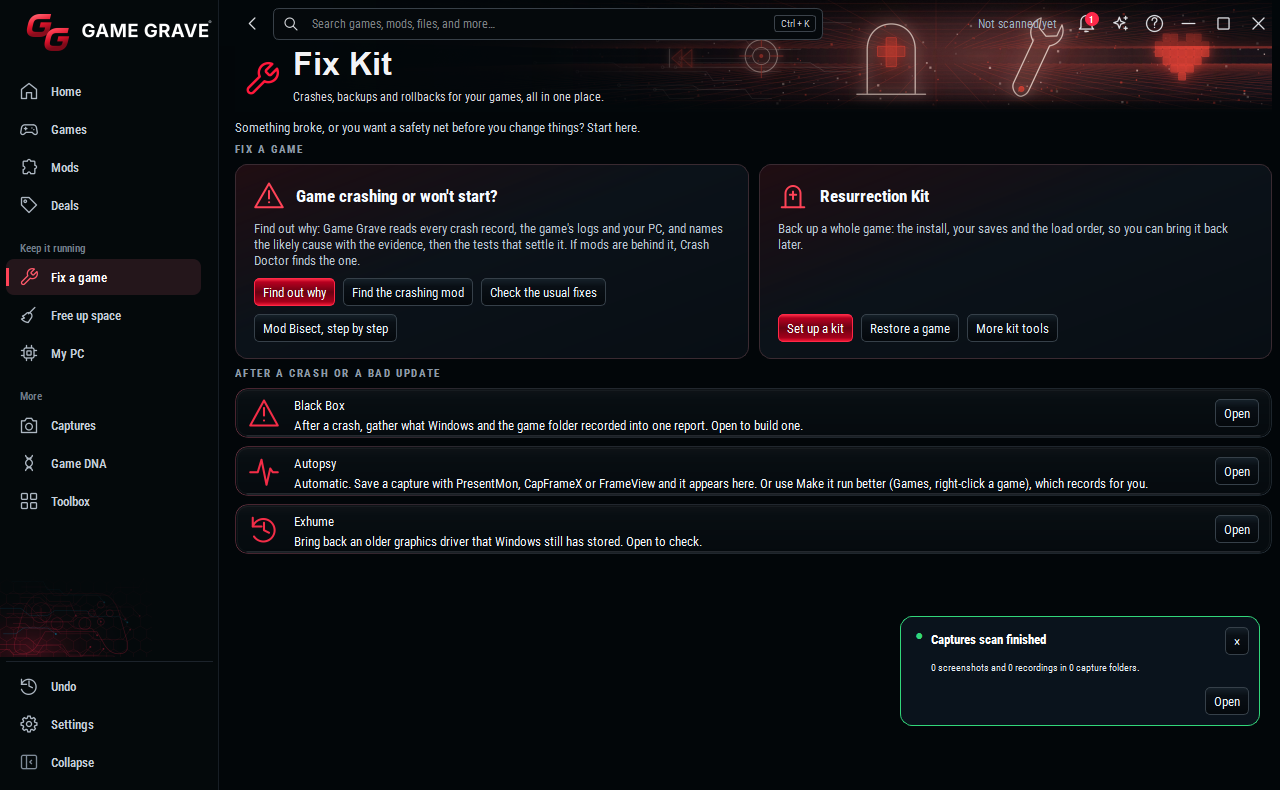 GAME GRAVE
Search games, mods, files, and more...
Ctrl + K
Not scanned yet
1
Home
Games
Mods
Deals
Keep it running
Fix a game
Free up space
My PC
More
Captures
Game DNA
Toolbox
Undo
Settings
Collapse
Fix Kit
Crashes, backups and rollbacks for your games, all in one place.
Something broke, or you want a safety net before you change things? Start here.
FIX A GAME
Game crashing or won't start?
Find out why: Game Grave reads every crash record, the game's logs and your PC, and names
the likely cause with the evidence, then the tests that settle it. If mods are behind it, Crash
Doctor finds the one.
Find out why
Find the crashing mod
Check the usual fixes
Mod Bisect, step by step
Resurrection Kit
Back up a whole game: the install, your saves and the load order, so you can bring it back
later.
Set up a kit
Restore a game
More kit tools
AFTER A CRASH OR A BAD UPDATE
Black Box
After a crash, gather what Windows and the game folder recorded into one report. Open to build one.
Open
Autopsy
Automatic. Save a capture with PresentMon, CapFrameX or FrameView and it appears here. Or use Make it run better (Games, right-click a game), which records for you.
Open
Exhume
Bring back an older graphics driver that Windows still has stored. Open to check.
Open
Captures scan finished
x
0 screenshots and 0 recordings in 0 capture folders.
Open